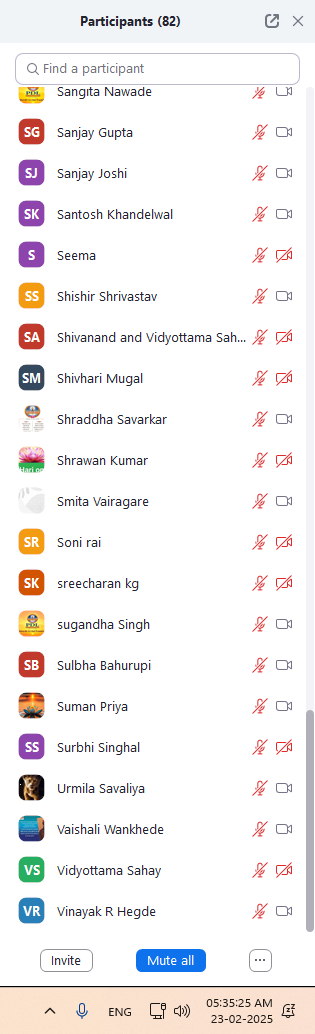 Participants (82)
Find a participant
Sangita Nawade
SG Sanjay Gupta
SJ Sanjay Joshi
SK Santosh Khandelwal
S Seema
SS Shishir Shrivastav
SA Shivanand and Vidyottama Sah...
SM Shivhari Mugal
Shraddha Savarkar
Hari Shrawan Kumar
Smita Vairagare
SR Soni rai
SK sreecharan kg
sugandha Singh
SB Sulbha Bahurupi
Suman Priya
SS Surbhi Singhal
Urmila Savaliya
Vaishali Wankhede
VS Vidyottama Sahay
VR Vinayak R Hegde
Invite Mute all ...
ENG 05:35:25 AM
23-02-2025